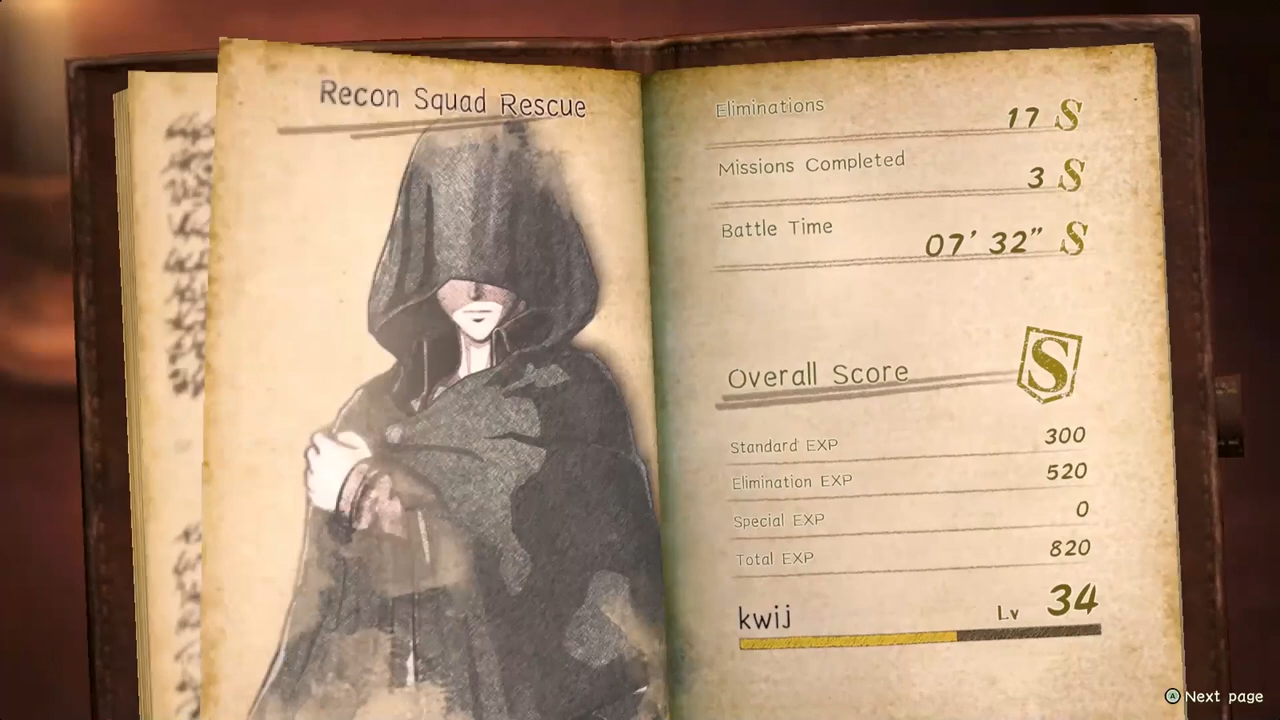 Recon Squad Rescue
Eliminations
17 S
Missions Completed
3 S
Battle Time
07' 32" S
Overall Score
S
Standard EXP
300
Elimination EXP
520
Special EXP
0
Total EXP
820
kwij
Lv 34
A Next page